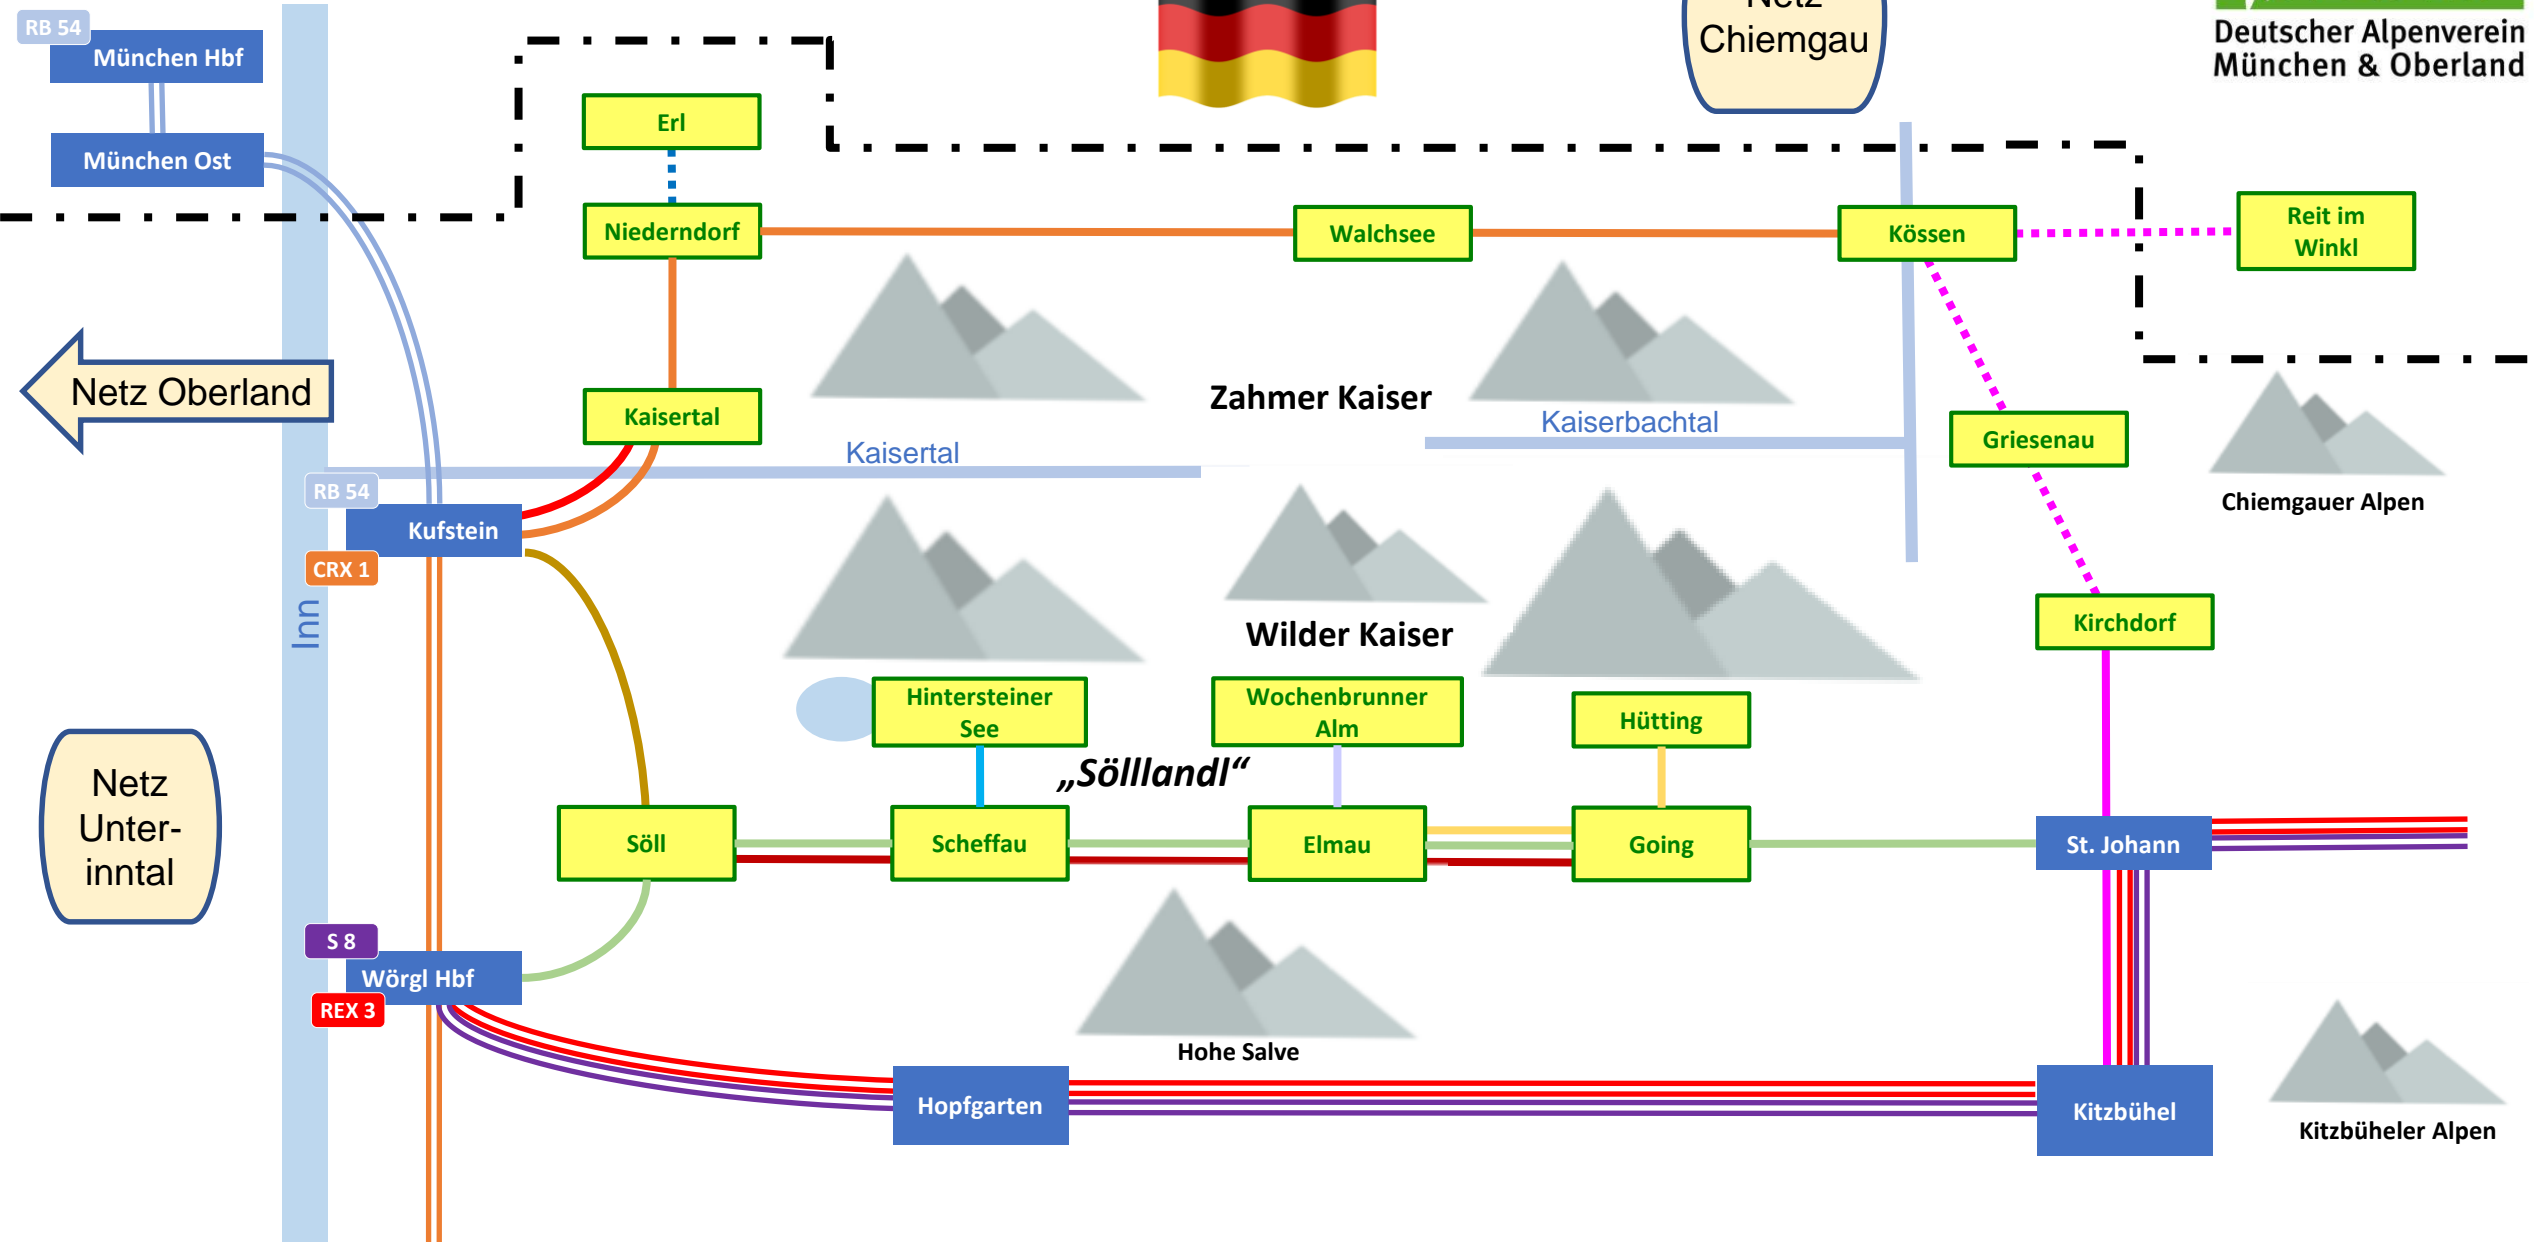 RB 54
München Hbf
München Ost
Netz
Chiemgau
Deutscher Alpenverein
München & Oberland
Erl
Niederndorf
Walchsee
Kössen
Reit im
Winkl
Netz Oberland
Kaisertal
Zahmer Kaiser
Kaiserbachtal
Kaisertal
Griesenau
Chiemgauer Alpen
RB 54
Kufstein
CRX 1
Inn
Wilder Kaiser
Kirchdorf
Hintersteiner
See
Wochenbrunner
Alm
Hütting
„Sölllandl“
Netz
Unter-
inntal
Söll
Scheffau
Elmau
Going
St. Johann
S 8
Wörgl Hbf
REX 3
Hohe Salve
Hopfgarten
Kitzbühel
Kitzbüheler Alpen